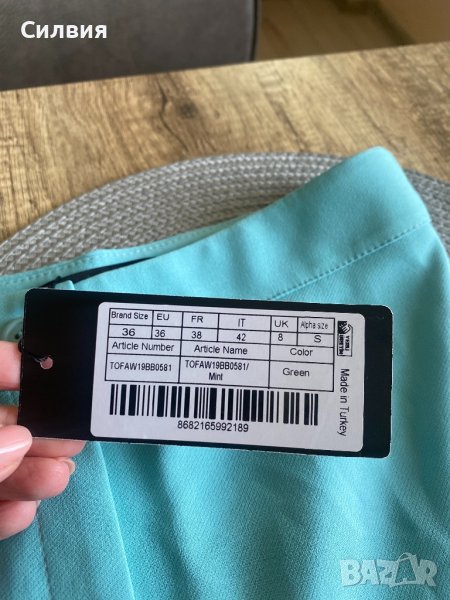 Силвия
Brand Size EU FR IT UK Alpha size
36 36 38 42 8 S
Article Number Article Name Color
TOFAW19BB0581 TOFAW19BB0581/ Green
Mint
8682165992189
Made in Turkey
BAZAR